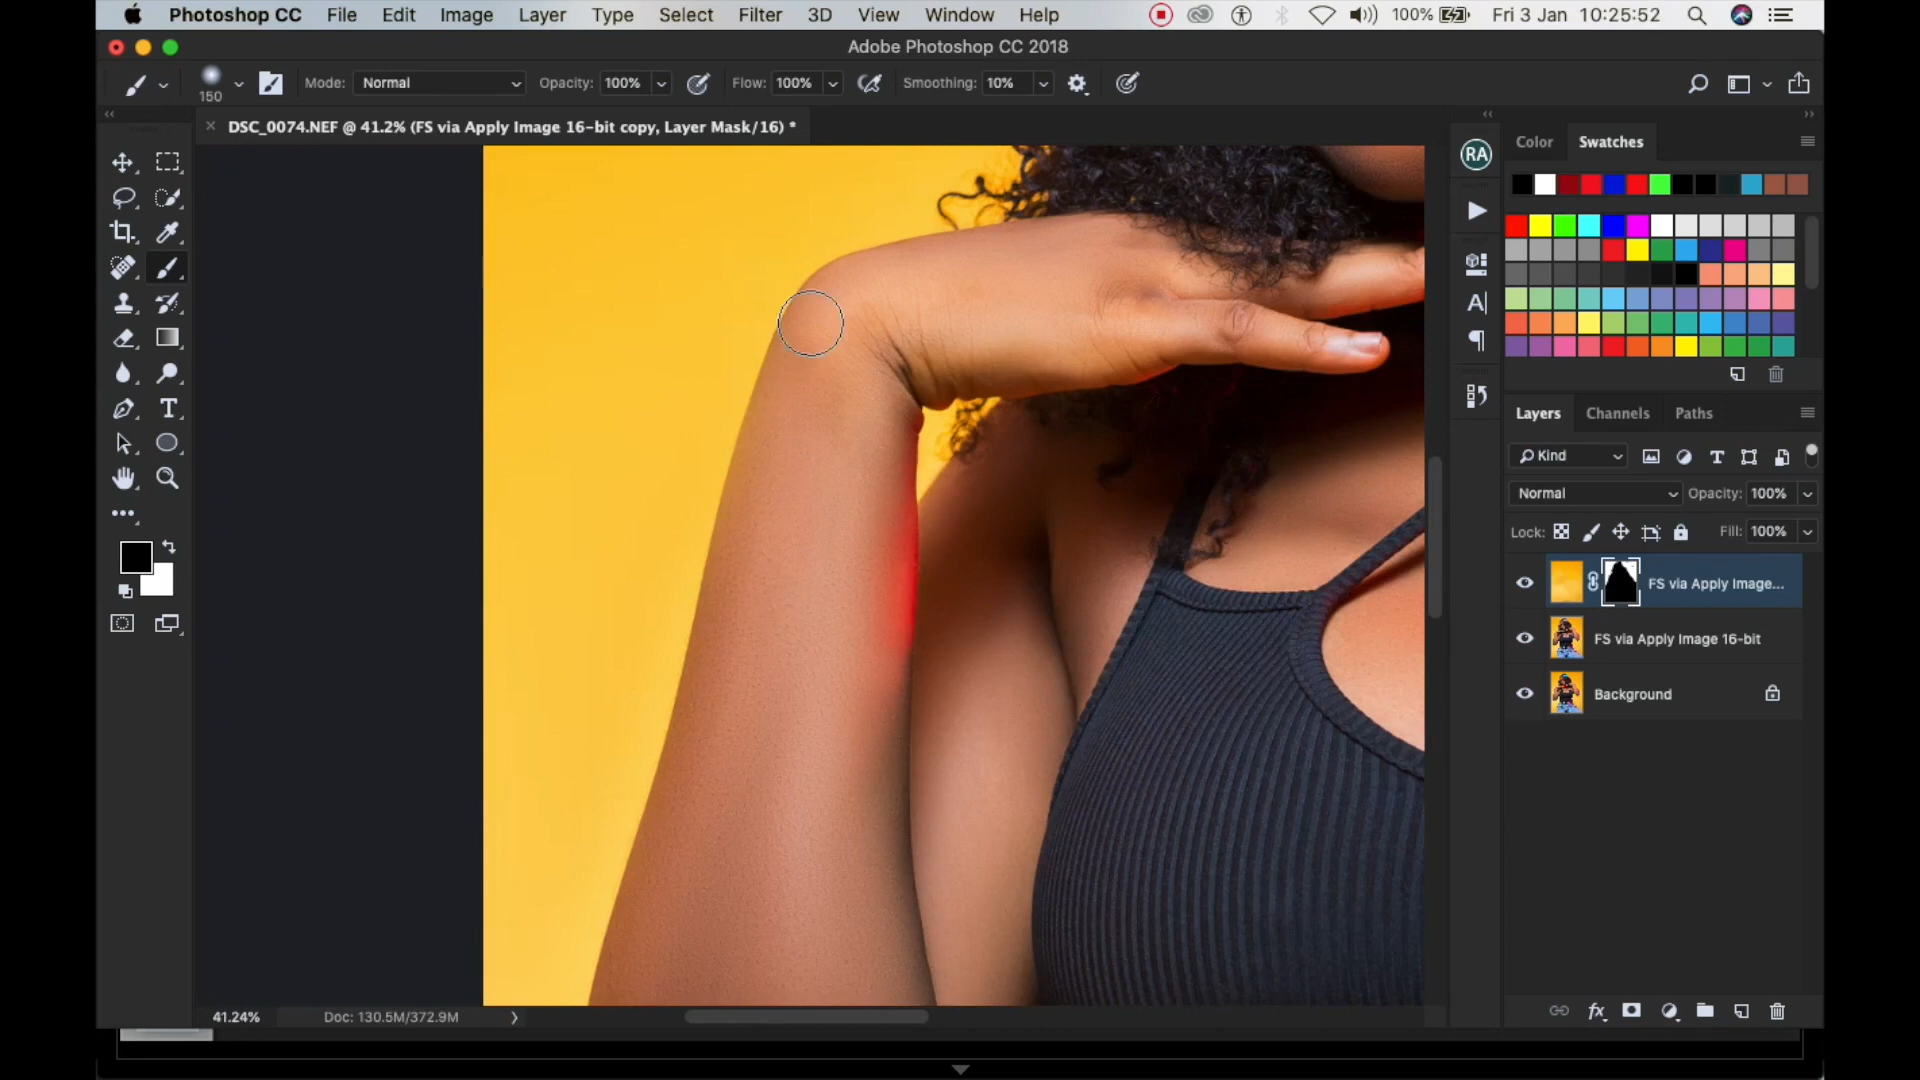 Photoshop CC File Edit Image Layer Type Select Filter 3D View Window Help 100% Fri 3 Jan 10:25:52
Adobe Photoshop CC 2018
150 Mode: Normal Opacity: 100% Flow: 100% Smoothing: 10%
DSC_0074.NEF @ 41.2% (FS via Apply Image 16-bit copy, Layer Mask/16) *
RA
Color Swatches
A
T
Layers Channels Paths
Kind T
Normal Opacity: 100%
Lock: Fill: 100%
FS via Apply Image...
FS via Apply Image 16-bit
Background
41.24% Doc: 130.5M/372.9M
fx